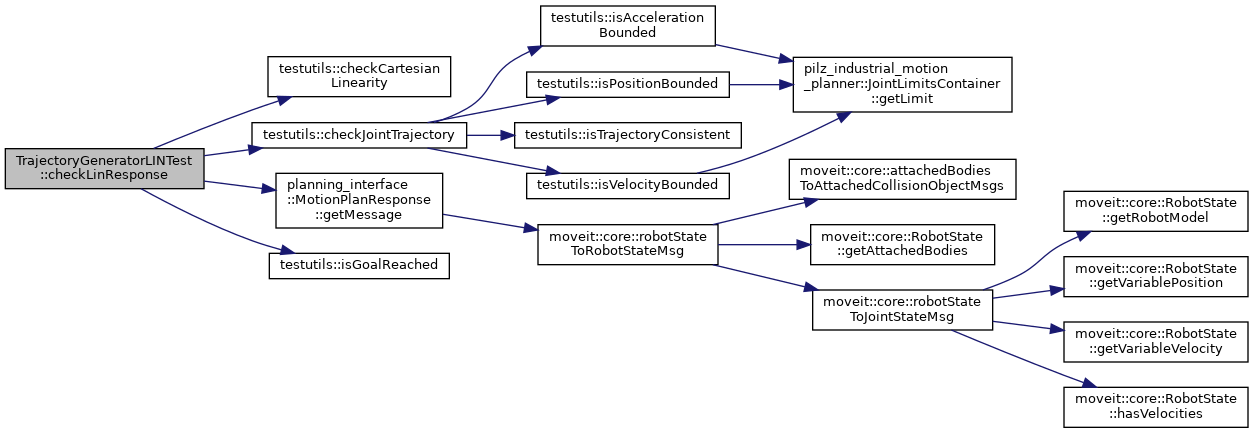 TrajectoryGeneratorLINTest
::checkLinResponse
testutils::checkCartesian
Linearity
testutils::checkJointTrajectory
planning_interface
::MotionPlanResponse
::getMessage
testutils::isGoalReached
testutils::isAcceleration
Bounded
testutils::isPositionBounded
testutils::isTrajectoryConsistent
testutils::isVelocityBounded
moveit::core::robotState
ToRobotStateMsg
pilz_industrial_motion
_planner::JointLimitsContainer
::getLimit
moveit::core::attachedBodies
ToAttachedCollisionObjectMsgs
moveit::core::RobotState
::getAttachedBodies
moveit::core::robotState
ToJointStateMsg
moveit::core::RobotState
::getRobotModel
moveit::core::RobotState
::getVariablePosition
moveit::core::RobotState
::getVariableVelocity
moveit::core::RobotState
::hasVelocities